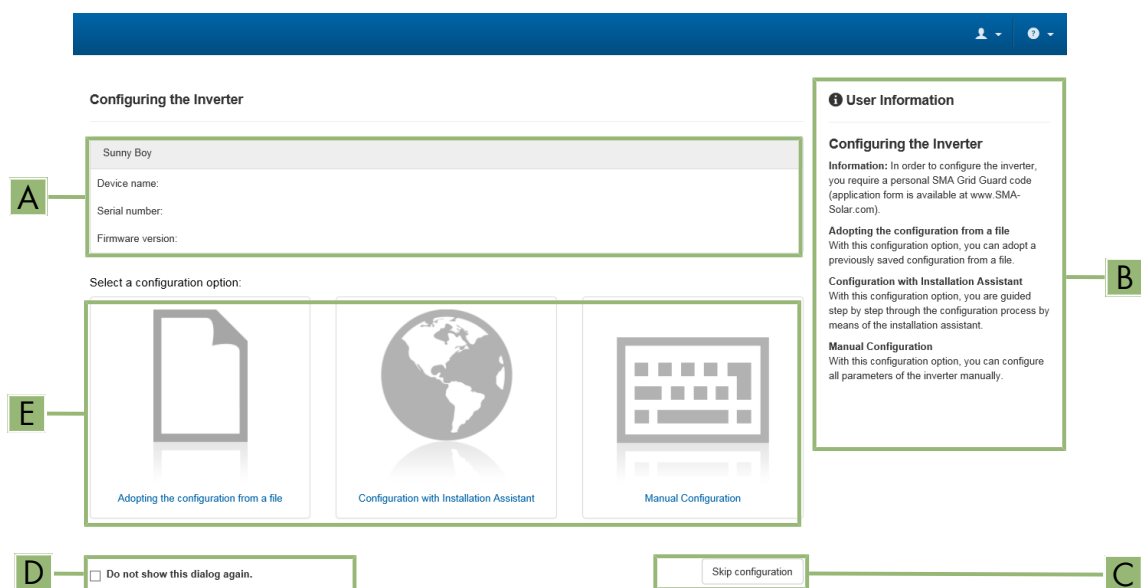 Configuring the Inverter
Sunny Boy
Device name:
Serial number:
Firmware version:
A
Select a configuration option:
Adopting the configuration from a file
Configuration with Installation Assistant
Manual Configuration
E
Do not show this dialog again.
D
Skip configuration
C
User Information
Configuring the Inverter
Information: In order to configure the inverter,
you require a personal SMA Grid Guard code
(application form is available at www.SMA-
Solar.com).
Adopting the configuration from a file
With this configuration option, you can adopt a
previously saved configuration from a file.
Configuration with Installation Assistant
With this configuration option, you are guided
step by step through the configuration process by
means of the installation assistant.
Manual Configuration
With this configuration option, you can configure
all parameters of the inverter manually.
B